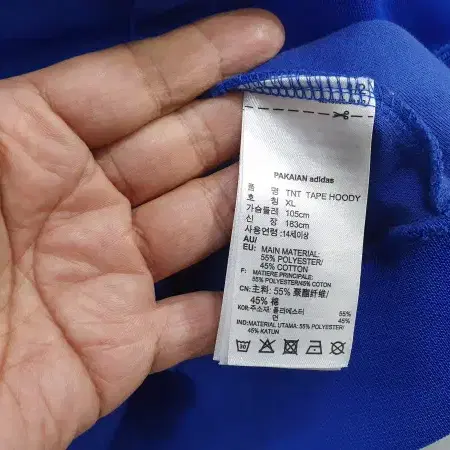 PAKAIAN adidas
품 명 TNT TAPE HOODY
호 칭 XL
가슴둘레 105cm
신 장 183cm
사용연령 :14세이상
AU/
EU: MAIN MATERIAL:
55% POLYESTER/
45% COTTON
F: MATIERE PRINCIPALE:
55% POLYESTER/45% COTON
CN: 主料: 55% 聚酯纤维/
45% 棉
KOR: 주소재: 폴리에스터 55%
면 45%
IND:MATERIAL UTAMA: 55% POLYESTER/
45% KATUN
30